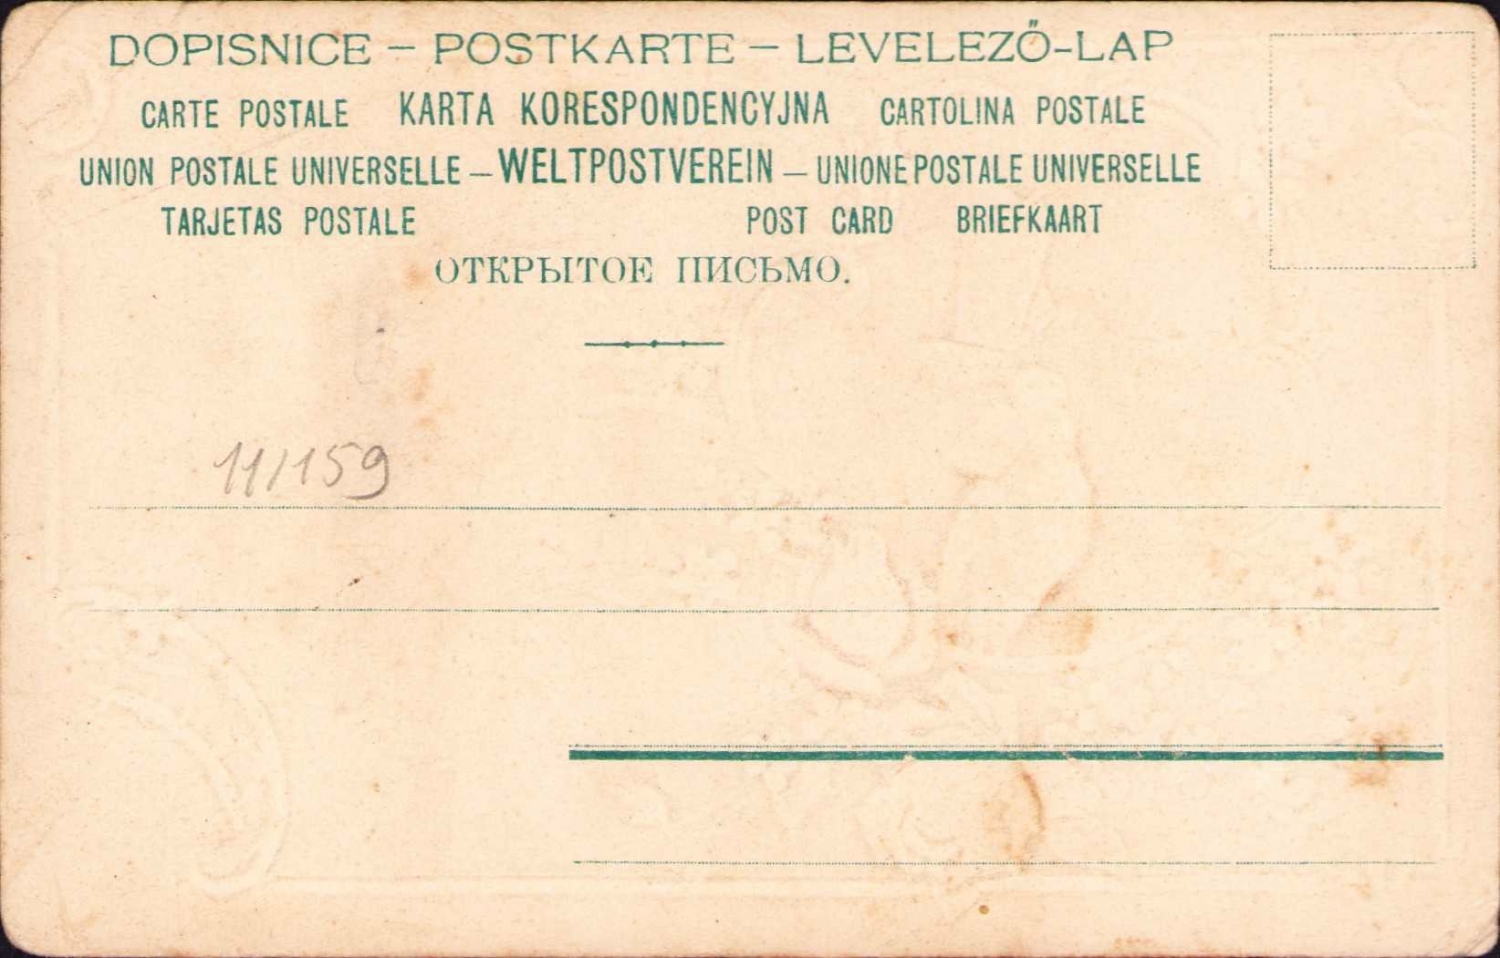 DOPISNICE – POSTKARTE – LEVELEZŐ-LAP
CARTE POSTALE KARTA KORESPONDENCYJNA CARTOLINA POSTALE
UNION POSTALE UNIVERSELLE – WELTPOSTVEREIN – UNIONE POSTALE UNIVERSELLE
TARJETAS POSTALE POST CARD BRIEFKAART
ОТКРЫТОЕ ПИСЬМО.
11/159